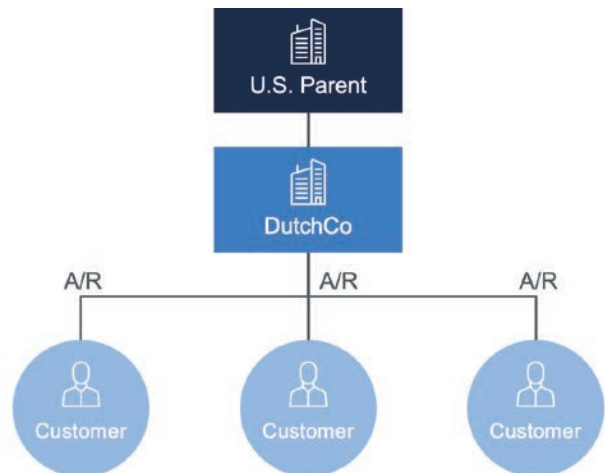 U.S. Parent
DutchCo
A/R A/R A/R
Customer Customer Customer